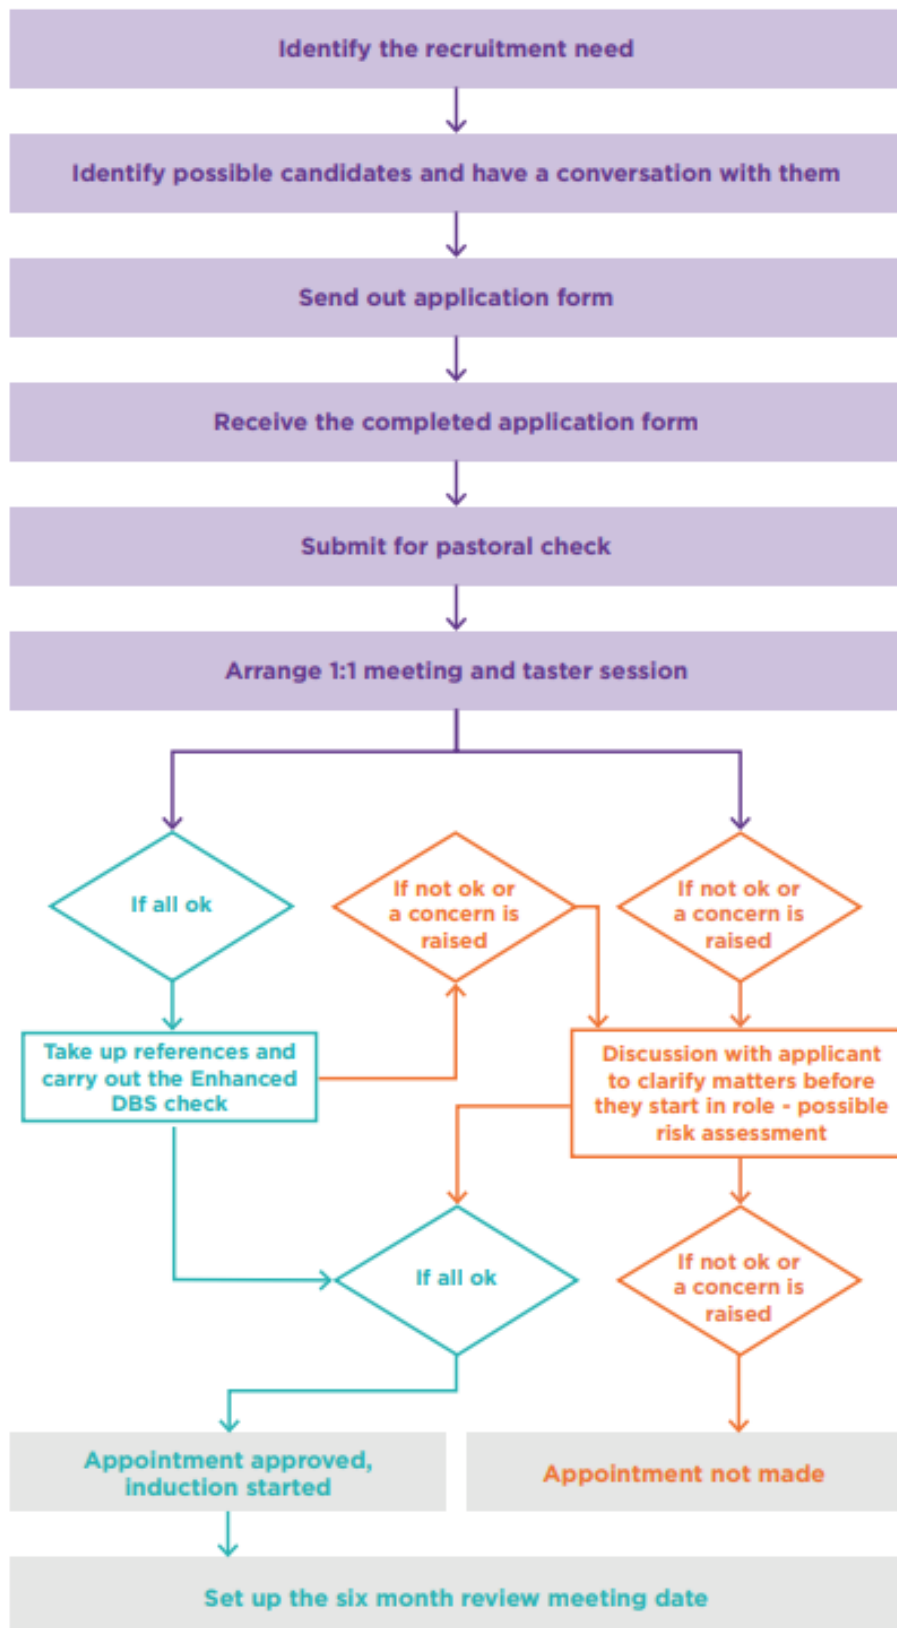 Identify the recruitment need
Identify possible candidates and have a conversation with them
Send out application form
Receive the completed application form
Submit for pastoral check
Arrange 1:1 meeting and taster session
If all ok
If not ok or
a concern is
raised
If not ok or
a concern is
raised
Take up references and
carry out the Enhanced
DBS check
Discussion with applicant
to clarify matters before
they start in role - possible
risk assessment
If all ok
If not ok or
a concern is
raised
Appointment approved,
induction started
Appointment not made
Set up the six month review meeting date